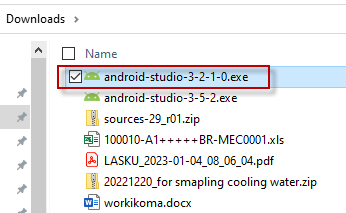 Downloads >
Name
android-studio-3-2-1-0.exe
android-studio-3-5-2.exe
sources-29_r01.zip
100010-A1+++++BR-MEC0001.xls
LASKU_2023-01-04_08_06_04.pdf
20221220_for smapling cooling water.zip
workikoma.docx